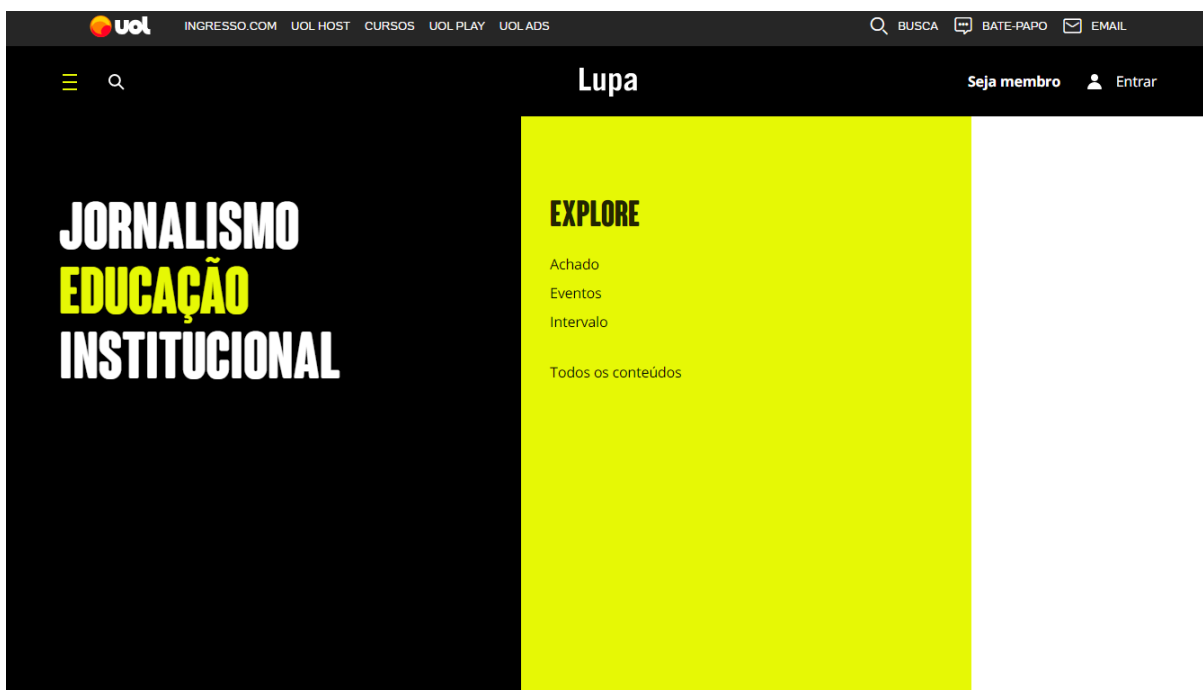 uol INGRESSO.COM UOL HOST CURSOS UOL PLAY UOL ADS BUSCA BATE-PAPO EMAIL
Lupa Seja membro Entrar
JORNALISMO
EDUCAÇÃO
INSTITUCIONAL
EXPLORE
Achado
Eventos
Intervalo
Todos os conteúdos